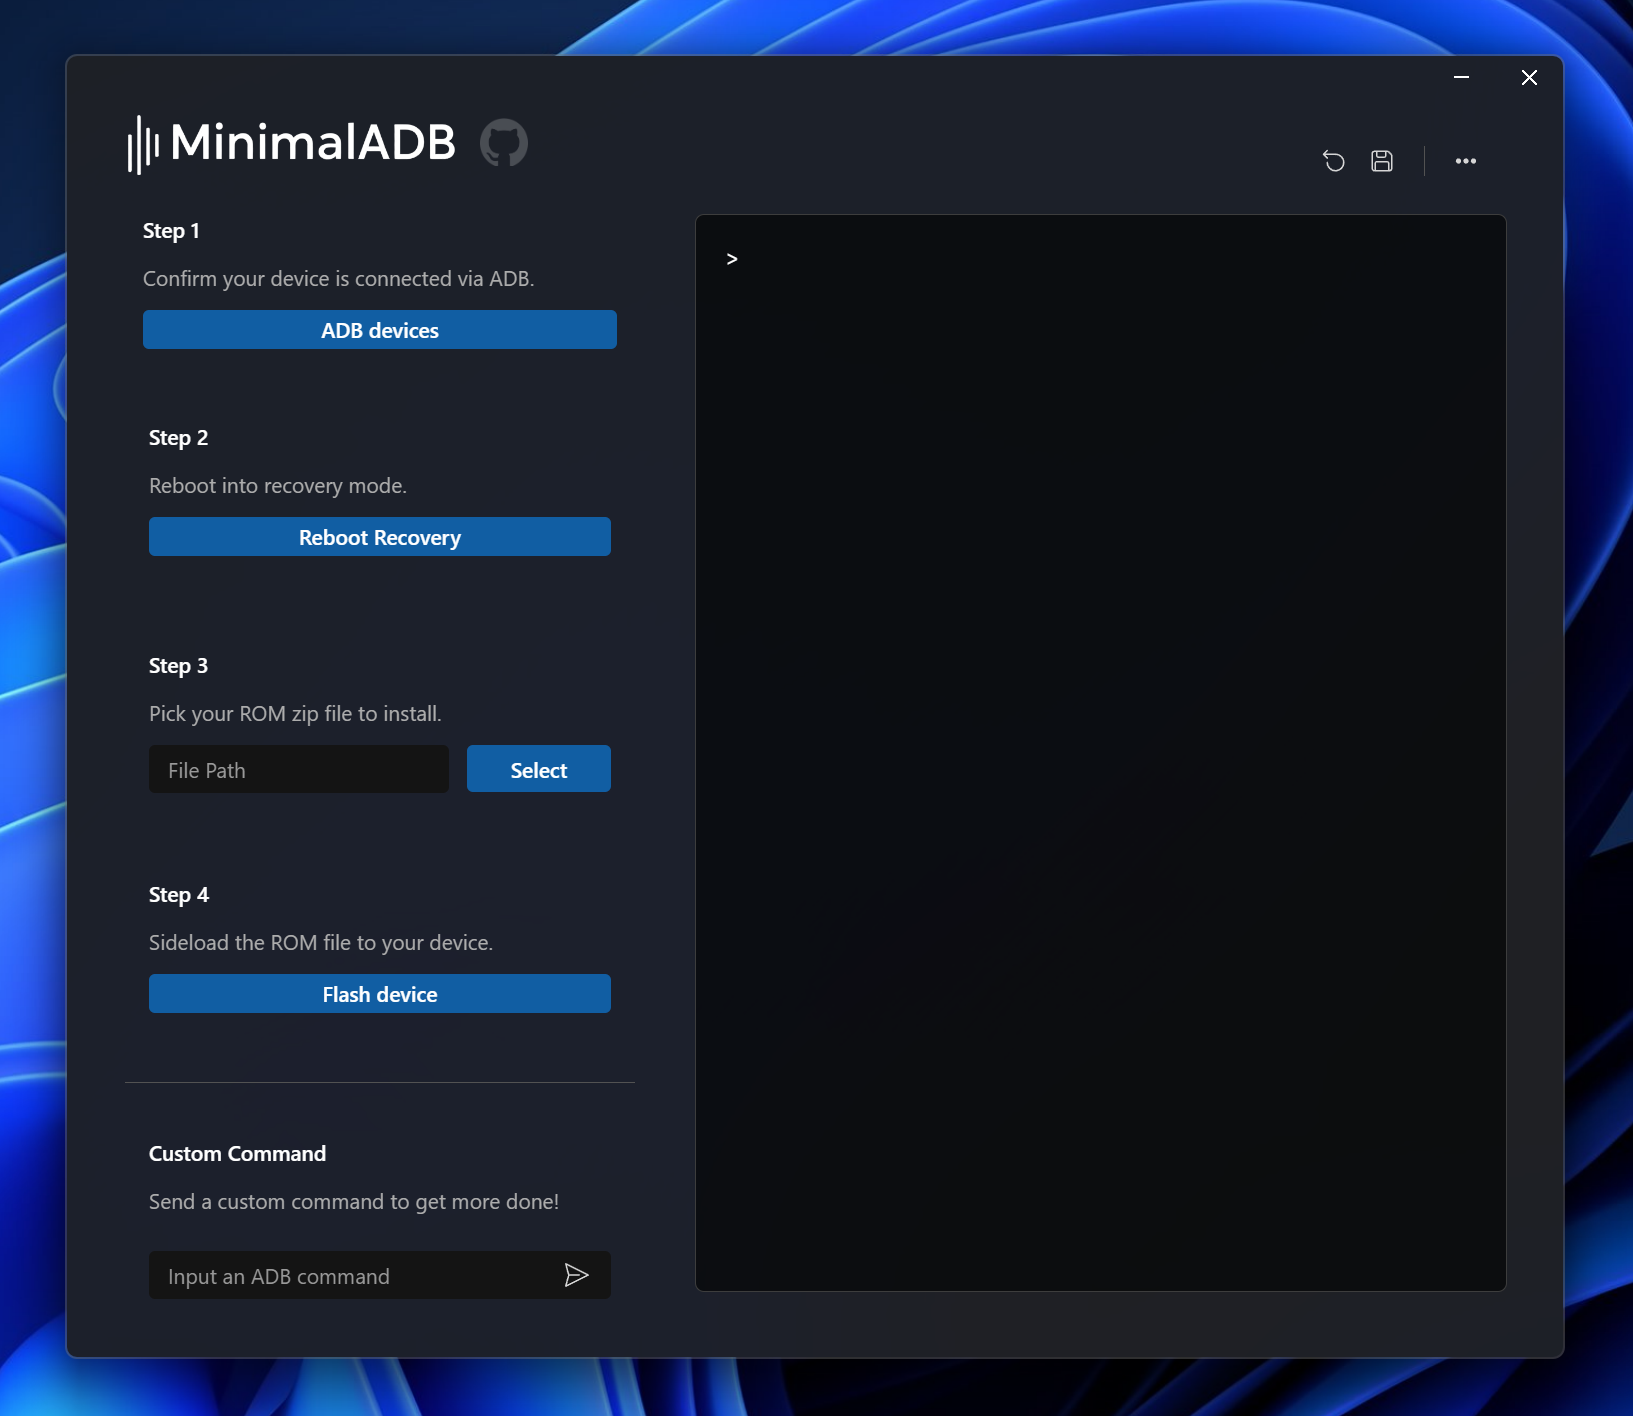 MinimalADB
Step 1
Confirm your device is connected via ADB.
ADB devices
Step 2
Reboot into recovery mode.
Reboot Recovery
Step 3
Pick your ROM zip file to install.
File Path
Select
Step 4
Sideload the ROM file to your device.
Flash device
Custom Command
Send a custom command to get more done!
Input an ADB command
>